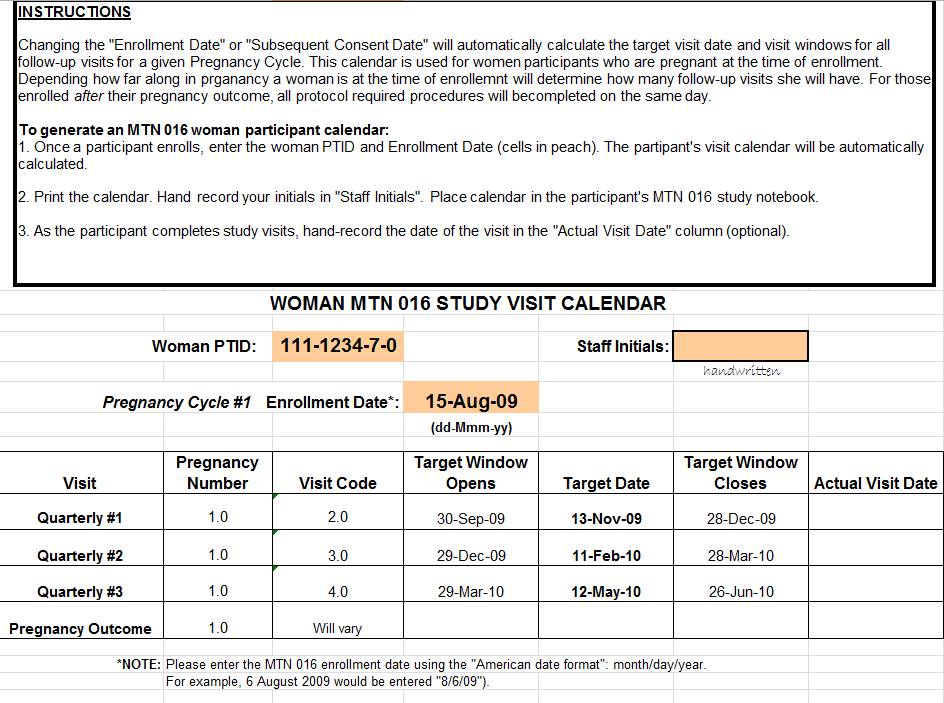 INSTRUCTIONS
Changing the "Enrollment Date" or "Subsequent Consent Date" will automatically calculate the target visit date and visit windows for all
follow-up visits for a given Pregnancy Cycle. This calendar is used for women participants who are pregnant at the time of enrollment.
Depending how far along in prganancy a woman is at the time of enrollemnt will determine how many follow-up visits she will have. For those
enrolled after their pregnancy outcome, all protocol required procedures will becompleted on the same day.
To generate an MTN 016 woman participant calendar:
1. Once a participant enrolls, enter the woman PTID and Enrollment Date (cells in peach). The partipant's visit calendar will be automatically
calculated.
2. Print the calendar. Hand record your initials in "Staff Initials". Place calendar in the participant's MTN 016 study notebook.
3. As the participant completes study visits, hand-record the date of the visit in the "Actual Visit Date" column (optional).
WOMAN MTN 016 STUDY VISIT CALENDAR
Woman PTID: 111-1234-7-0 Staff Initials:
handwritten
Pregnancy Cycle #1 Enrollment Date*: 15-Aug-09
(dd-Mmm-yy)
Visit Pregnancy Number Visit Code Target Window Opens Target Date Target Window Closes Actual Visit Date
Quarterly #1 1.0 2.0 30-Sep-09 13-Nov-09 28-Dec-09
Quarterly #2 1.0 3.0 29-Dec-09 11-Feb-10 28-Mar-10
Quarterly #3 1.0 4.0 29-Mar-10 12-May-10 26-Jun-10
Pregnancy Outcome 1.0 Will vary
*NOTE: Please enter the MTN 016 enrollment date using the "American date format": month/day/year.
For example, 6 August 2009 would be entered "8/6/09").